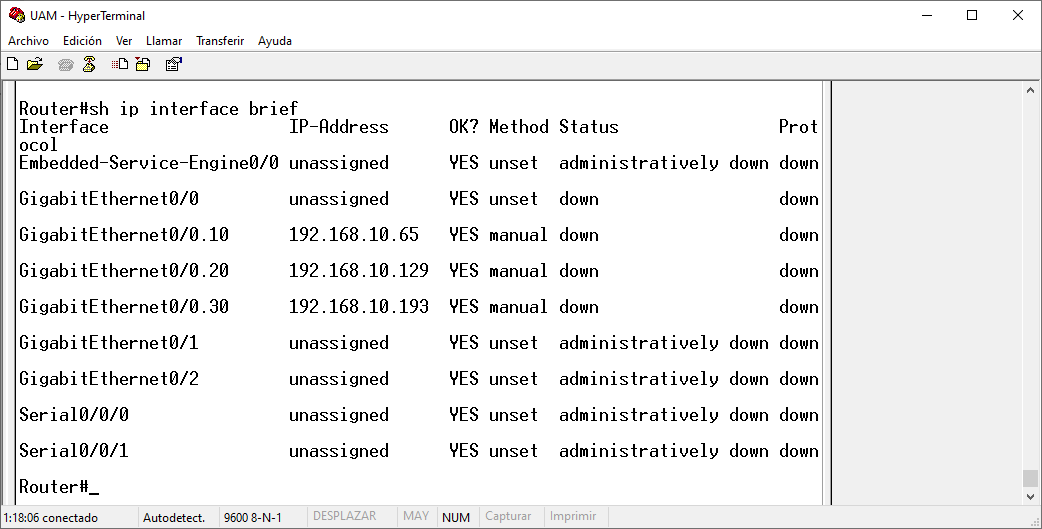 UAM - HyperTerminal
Archivo Edición Ver Llamar Transferir Ayuda
Router#sh ip interface brief
Interface IP-Address OK? Method Status Prot
ocol
Embedded-Service-Engine0/0 unassigned YES unset administratively down down
GigabitEthernet0/0 unassigned YES unset down down
GigabitEthernet0/0.10 192.168.10.65 YES manual down down
GigabitEthernet0/0.20 192.168.10.129 YES manual down down
GigabitEthernet0/0.30 192.168.10.193 YES manual down down
GigabitEthernet0/1 unassigned YES unset administratively down down
GigabitEthernet0/2 unassigned YES unset administratively down down
Serial0/0/0 unassigned YES unset administratively down down
Serial0/0/1 unassigned YES unset administratively down down
Router#_
1:18:06 conectado Autodetect. 9600 8-N-1 DESPLAZAR MAY NUM Capturar Imprimir